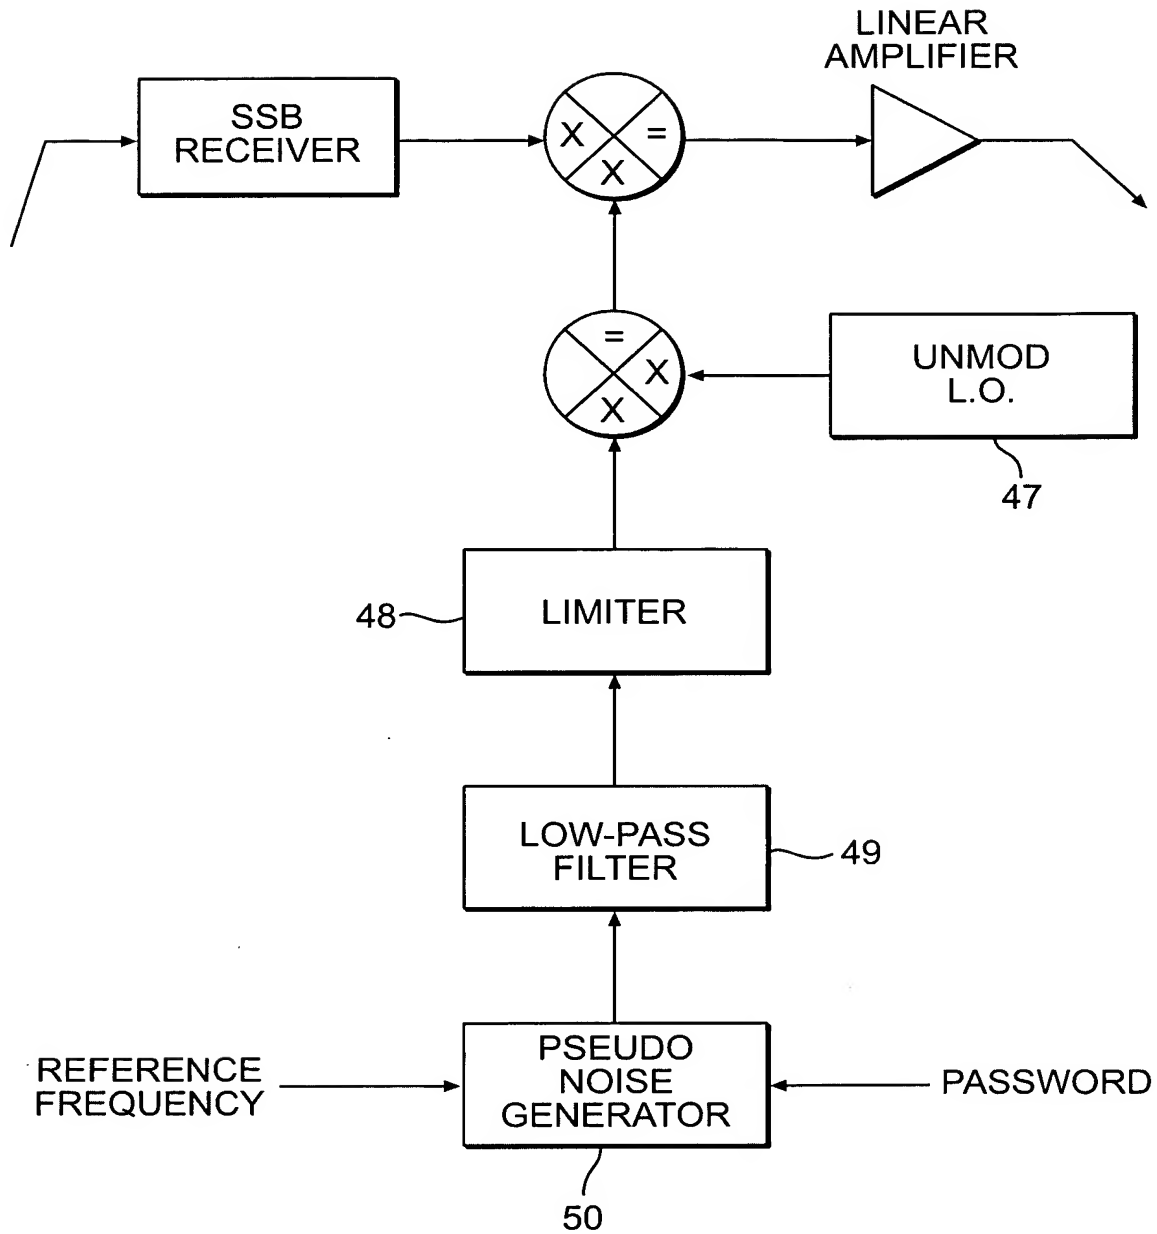 LINEAR
AMPLIFIER
SSB
RECEIVER
X
=
X
=
X
X
UNMOD
L.O.
47
LIMITER
48
LOW-PASS
FILTER
49
PSEUDO
NOISE
GENERATOR
REFERENCE
FREQUENCY
PASSWORD
50